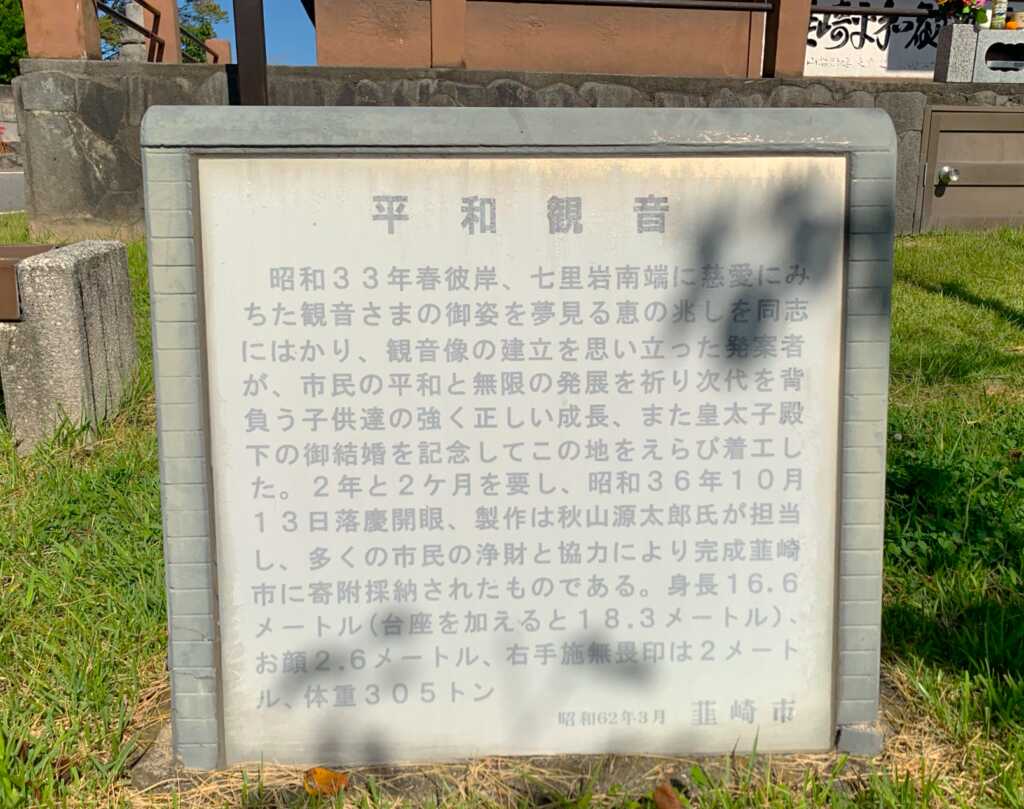 平和観音
昭和33年春彼岸、七里岩南端に慈愛にみ
ちた観音さまの御姿を夢見る恵の兆しを同志
にはかり、観音像の建立を思い立った発案者
が、市民の平和と無限の発展を祈り次代を背
負う子供達の強く正しい成長、また皇太子殿
下の御結婚を記念してこの地をえらび着工し
た。2年と2ケ月を要し、昭和36年10月
13日落慶開眼、製作は秋山源太郎氏が担当
し、多くの市民の浄財と協力により完成韮崎
市に寄附採納されたものである。身長16.6
メートル(台座を加えると18.3メートル)、
お顔2.6メートル、右手施無畏印は2メート
ル、体重305トン
昭和62年3月 韮崎市